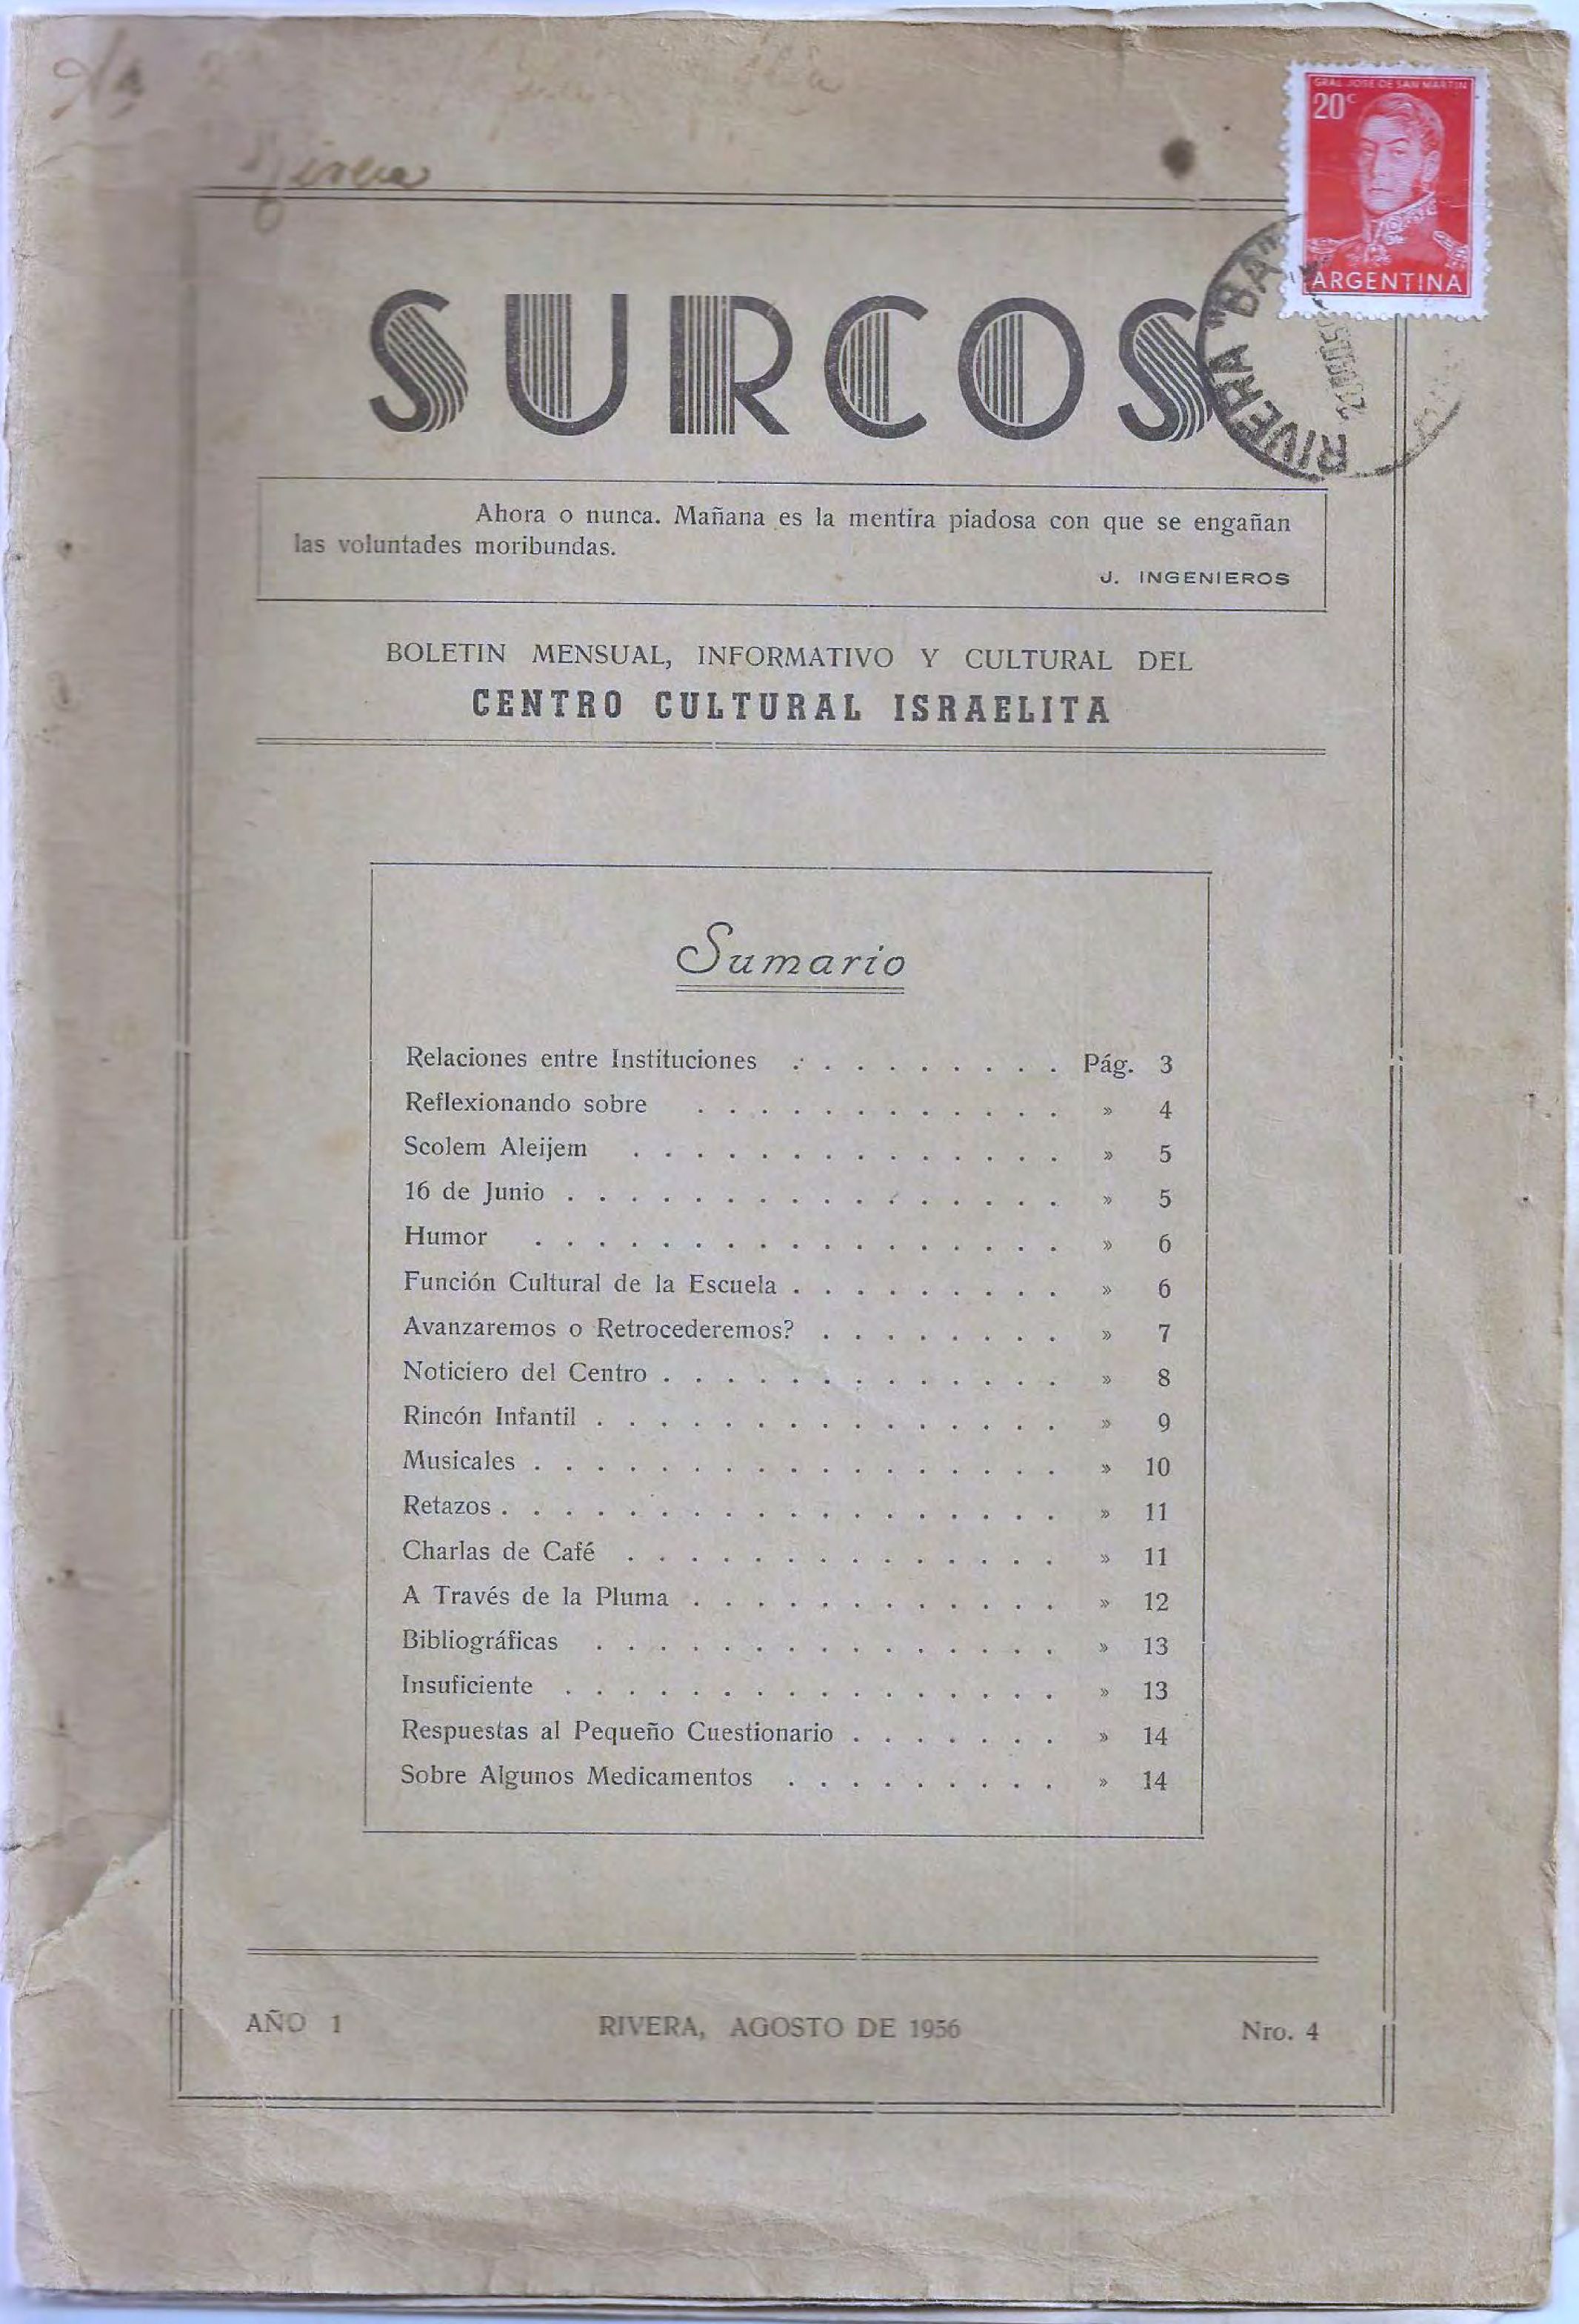 Rivera
GRAL. JOSE DE SAN MARTIN
20c
ARGENTINA
RIVERA "BA"
SURCOS
Ahora o nunca. Mañana es la mentira piadosa con que se engañan
las voluntades moribundas.
J. INGENIEROS
BOLETIN MENSUAL, INFORMATIVO Y CULTURAL DEL
CENTRO CULTURAL ISRAELITA
Sumario
Relaciones entre Instituciones . . . . . . . . . Pág. 3
Reflexionando sobre . . . . . . . . . . . . » 4
Scolem Aleijem . . . . . . . . . . . . . . » 5
16 de Junio . . . . . . . . . . . . . . . . » 5
Humor . . . . . . . . . . . . . . . . . » 6
Función Cultural de la Escuela . . . . . . . . . » 6
Avanzaremos o Retrocederemos? . . . . . . . . » 7
Noticiero del Centro . . . . . . . . . . . . . » 8
Rincón Infantil . . . . . . . . . . . . . . . » 9
Musicales . . . . . . . . . . . . . . . . . » 10
Retazos . . . . . . . . . . . . . . . . . . » 11
Charlas de Café . . . . . . . . . . . . . . » 11
A Través de la Pluma . . . . . . . . . . . . » 12
Bibliográficas . . . . . . . . . . . . . . . » 13
Insuficiente . . . . . . . . . . . . . . . . » 13
Respuestas al Pequeño Cuestionario . . . . . . . » 14
Sobre Algunos Medicamentos . . . . . . . . . » 14
AÑO 1 RIVERA, AGOSTO DE 1956 Nro. 4